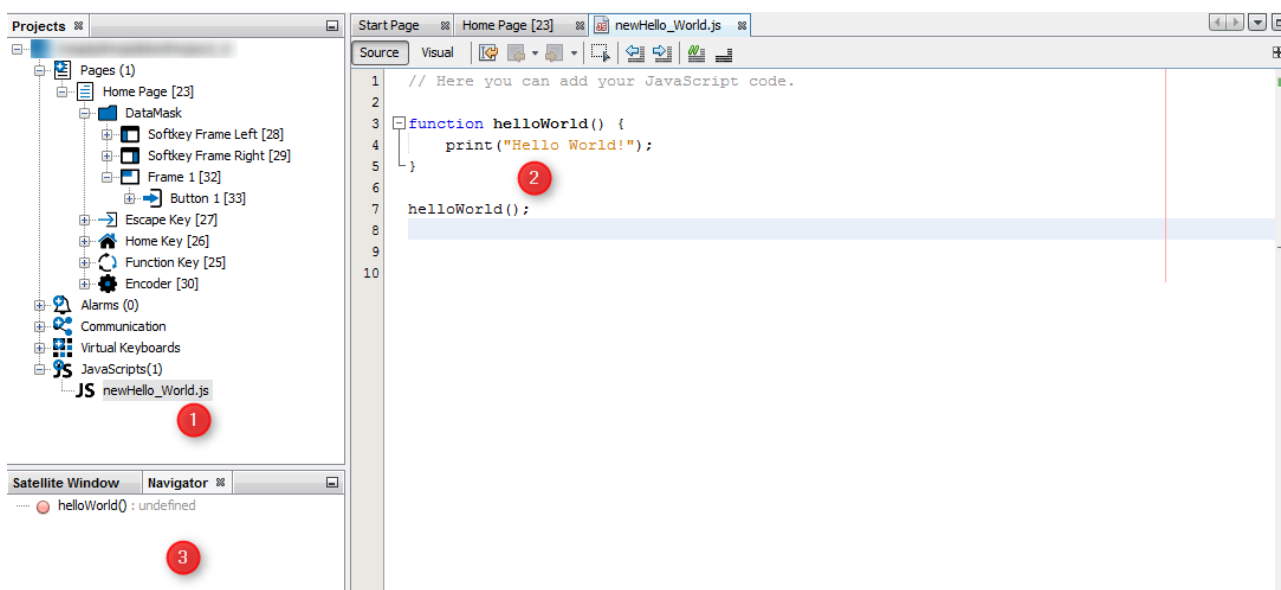 Projects
Pages (1)
Home Page [23]
DataMask
Softkey Frame Left [28]
Softkey Frame Right [29]
Frame 1 [32]
Button 1 [33]
Escape Key [27]
Home Key [26]
Function Key [25]
Encoder [30]
Alarms (0)
Communication
Virtual Keyboards
JavaScripts(1)
JS newHello_World.js
1
Satellite Window Navigator
helloWorld() : undefined
3
Start Page Home Page [23] newHello_World.js
Source Visual
1 // Here you can add your JavaScript code.
2
3 function helloWorld() {
4 print("Hello World!");
5 }
2
6
7 helloWorld();
8
9
10